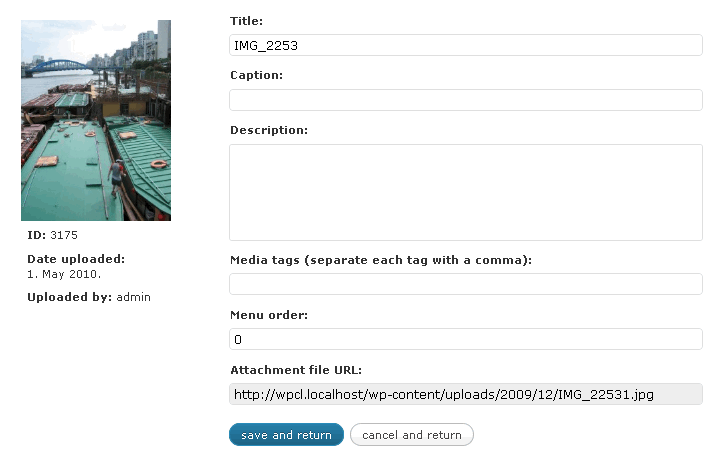 Title:
IMG_2253
Caption:
Description:
ID: 3175
Date uploaded:
1. May 2010.
Uploaded by: admin
Media tags (separate each tag with a comma):
Menu order:
0
Attachment file URL:
http://wpcl.localhost/wp-content/uploads/2009/12/IMG_22531.jpg
save and return
cancel and return